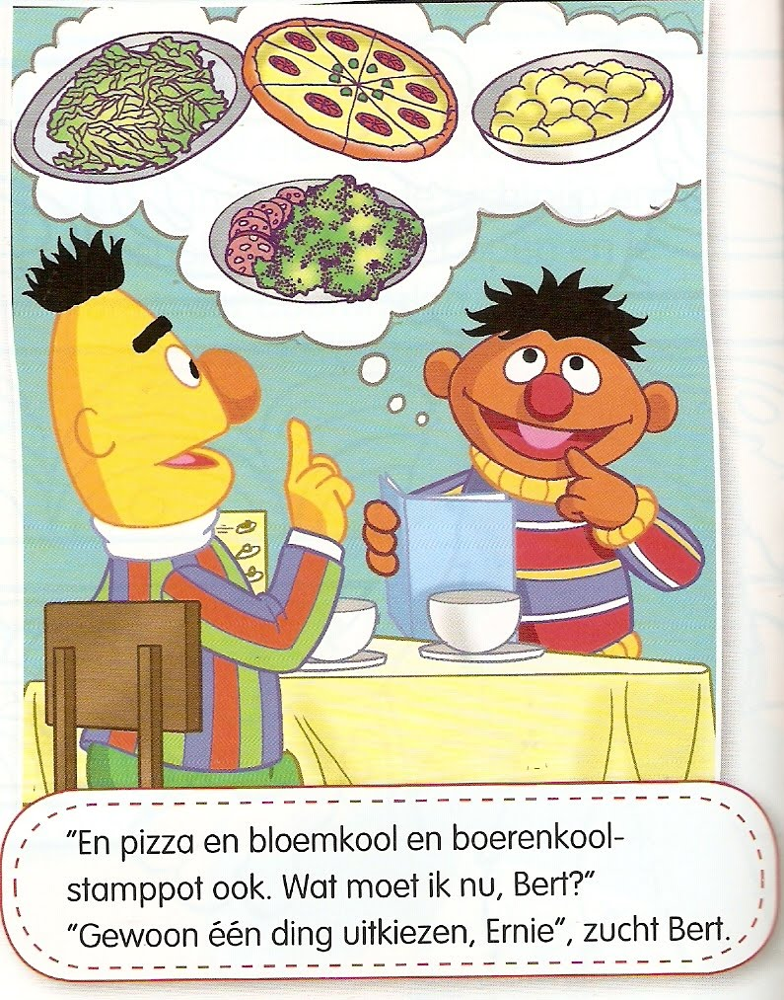 "En pizza en bloemkool en boerenkool-
stamppot ook. Wat moet ik nu, Bert?"
"Gewoon één ding uitkiezen, Ernie", zucht Bert.